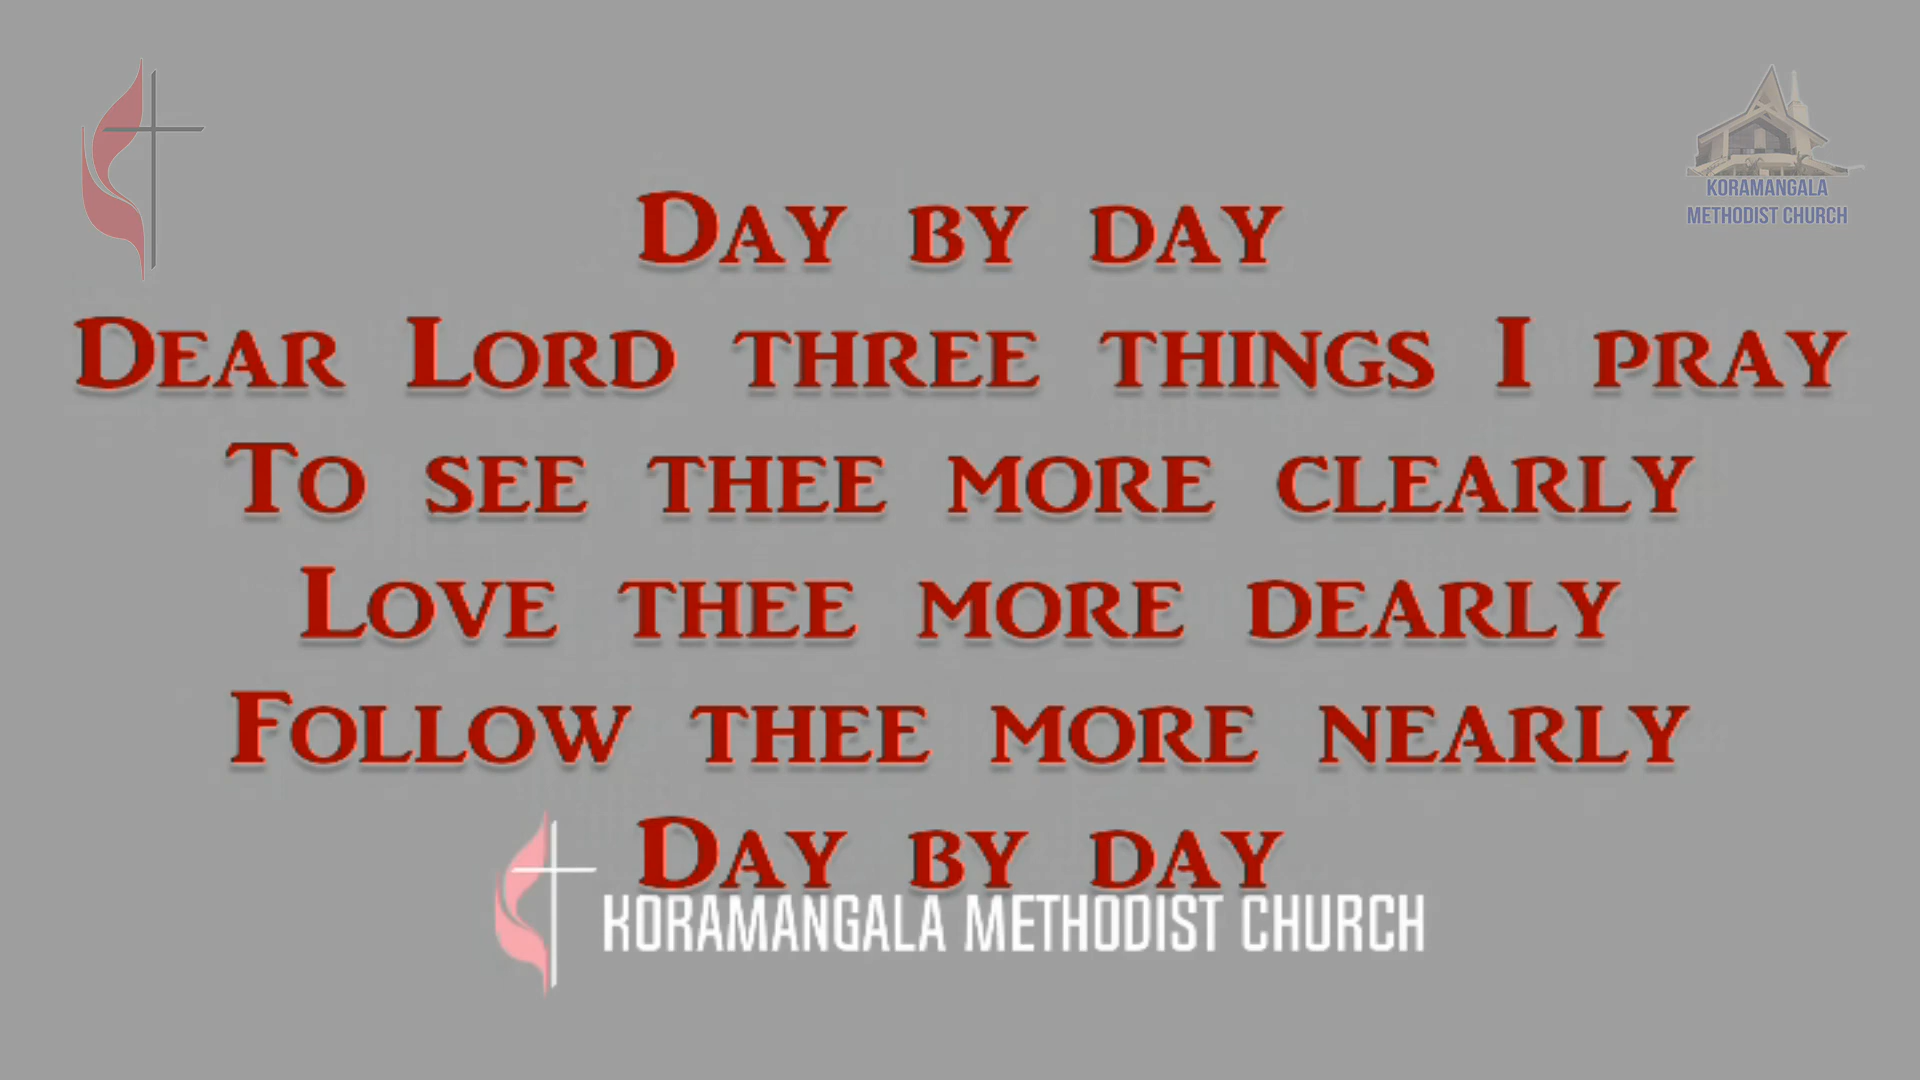 KORAMANGALA
METHODIST CHURCH
Day by day
Dear Lord three things I pray
To see thee more clearly
Love thee more dearly
Follow thee more nearly
Day by day
KORAMANGALA METHODIST CHURCH